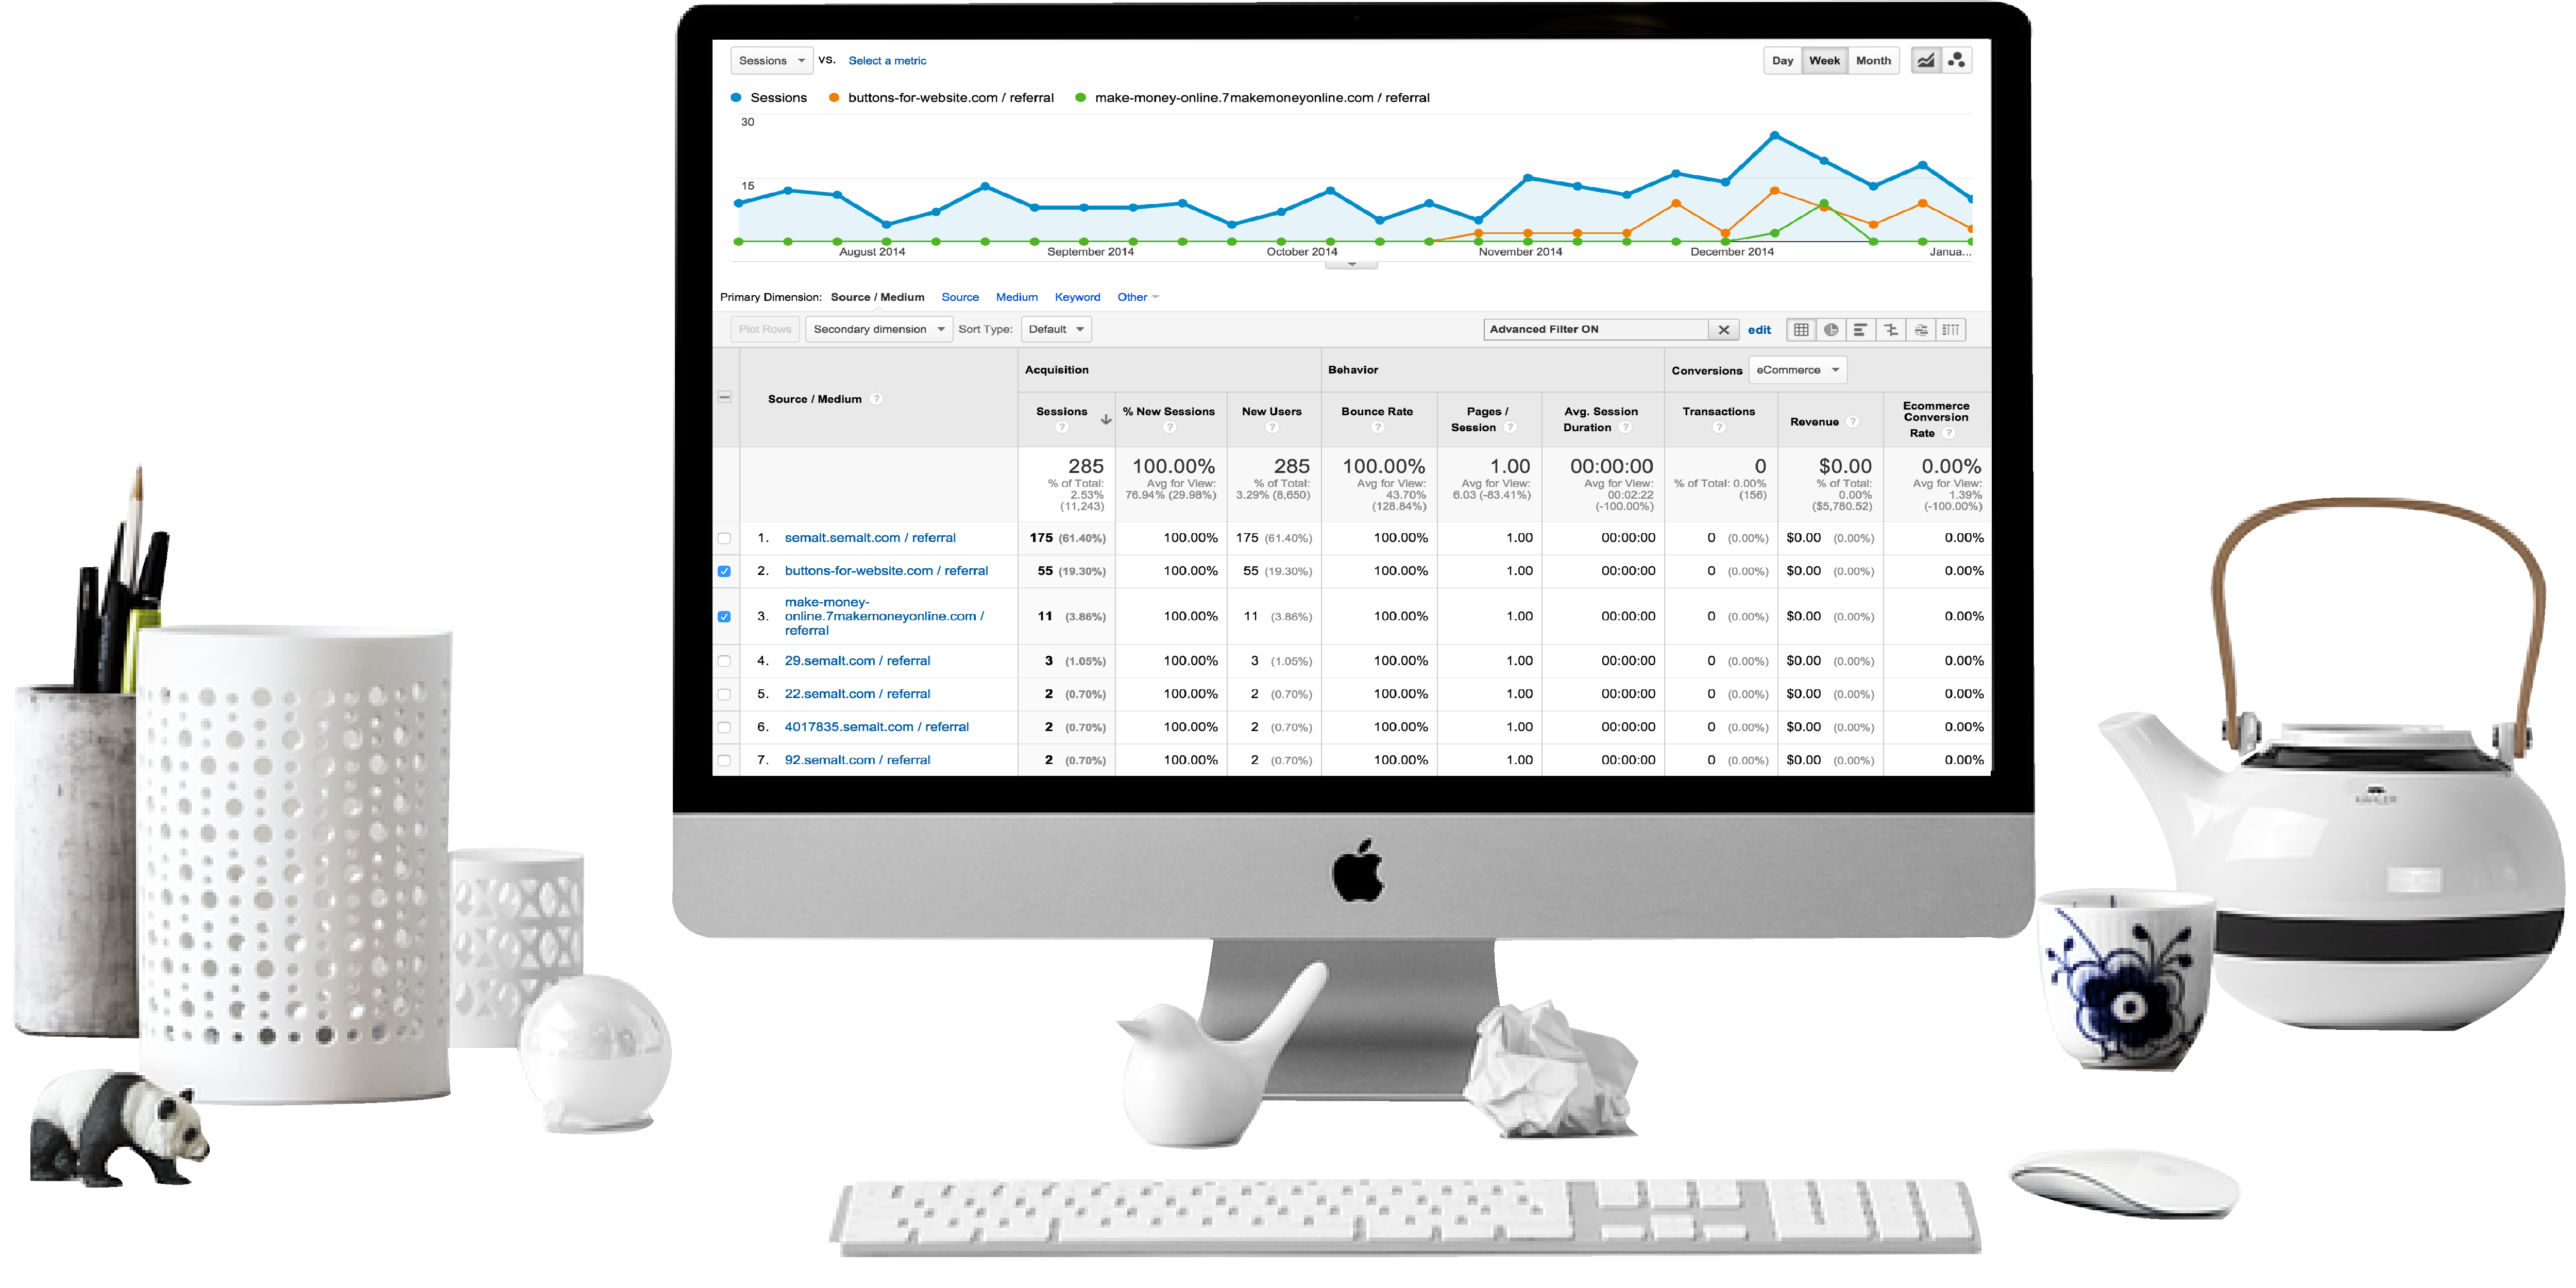 Sessions vs. Select a metric Day Week Month
Sessions buttons-for-website.com / referral make-money-online.7makemoneyonline.com / referral
30
15
August 2014 September 2014 October 2014 November 2014 December 2014 Janua...
Primary Dimension: Source / Medium Source Medium Keyword Other
Plot Rows Secondary dimension Sort Type: Default Advanced Filter ON edit
Acquisition Behavior Conversions eCommerce
Source / Medium ?
Sessions ? % New Sessions ? New Users ? Bounce Rate ? Pages / Session ? Avg. Session Duration ? Transactions ? Revenue ? Ecommerce Conversion Rate ?
285 100.00% 285 100.00% 1.00 00:00:00 0 $0.00 0.00%
% of Total: Avg for View: % of Total: Avg for View: Avg for View: Avg for View: % of Total: 0.00% % of Total: Avg for View:
2.53% 76.94% (29.98%) 3.29% (8,650) 43.70% 6.03 (-83.41%) 00:02:22 (156) 0.00% 1.39%
(11,243) (128.84%) (-100.00%) ($5,780.52) (-100.00%)
1. semalt.semalt.com / referral 175 (61.40%) 100.00% 175 (61.40%) 100.00% 1.00 00:00:00 0 (0.00%) $0.00 (0.00%) 0.00%
2. buttons-for-website.com / referral 55 (19.30%) 100.00% 55 (19.30%) 100.00% 1.00 00:00:00 0 (0.00%) $0.00 (0.00%) 0.00%
make-money-
3. online.7makemoneyonline.com / 11 (3.86%) 100.00% 11 (3.86%) 100.00% 1.00 00:00:00 0 (0.00%) $0.00 (0.00%) 0.00%
referral
4. 29.semalt.com / referral 3 (1.05%) 100.00% 3 (1.05%) 100.00% 1.00 00:00:00 0 (0.00%) $0.00 (0.00%) 0.00%
5. 22.semalt.com / referral 2 (0.70%) 100.00% 2 (0.70%) 100.00% 1.00 00:00:00 0 (0.00%) $0.00 (0.00%) 0.00%
6. 4017835.semalt.com / referral 2 (0.70%) 100.00% 2 (0.70%) 100.00% 1.00 00:00:00 0 (0.00%) $0.00 (0.00%) 0.00%
7. 92.semalt.com / referral 2 (0.70%) 100.00% 2 (0.70%) 100.00% 1.00 00:00:00 0 (0.00%) $0.00 (0.00%) 0.00%